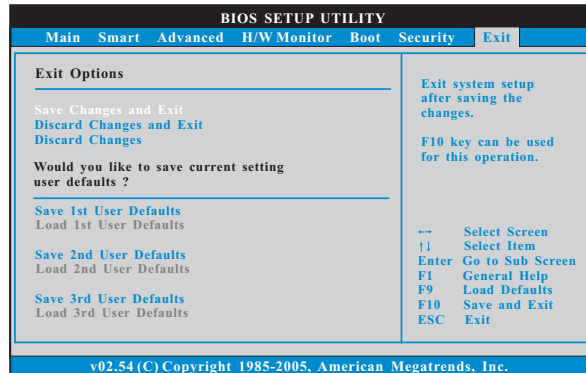 BIOS SETUP UTILITY
Main Smart Advanced H/W Monitor Boot Security Exit
Exit Options
Save Changes and Exit
Discard Changes and Exit
Discard Changes
Would you like to save current setting
user defaults ?
Save 1st User Defaults
Load 1st User Defaults
Save 2nd User Defaults
Load 2nd User Defaults
Save 3rd User Defaults
Load 3rd User Defaults
Exit system setup
after saving the
changes.
F10 key can be used
for this operation.
←→ Select Screen
↑↓ Select Item
Enter Go to Sub Screen
F1 General Help
F9 Load Defaults
F10 Save and Exit
ESC Exit
v02.54 (C) Copyright 1985-2005, American Megatrends, Inc.